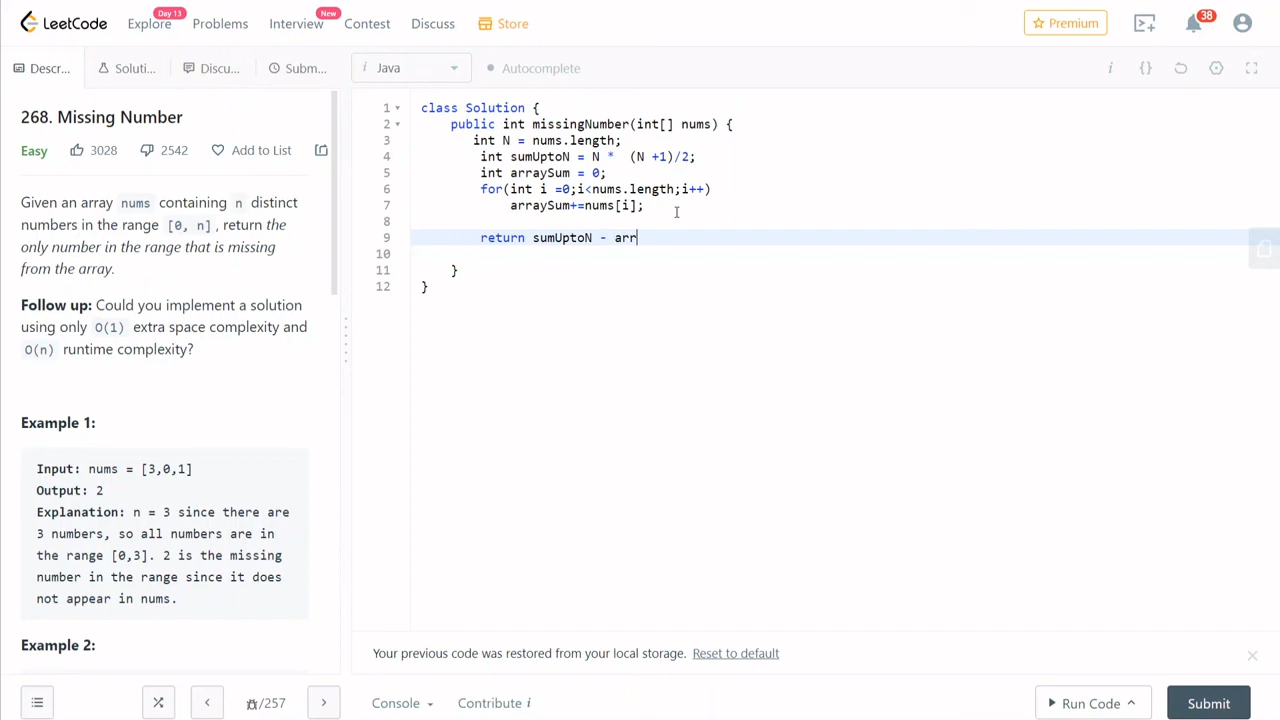 LeetCode
Explore
Day 13
Problems
Interview
New
Contest
Discuss
Store
Premium
38
Descr...
Soluti...
Discu...
Subm...
i Java
Autocomplete
i
{}
268. Missing Number
Easy
3028
2542
Add to List
Given an array nums containing n distinct
numbers in the range [0, n], return the
only number in the range that is missing
from the array.
Follow up: Could you implement a solution
using only O(1) extra space complexity and
O(n) runtime complexity?
Example 1:
Input: nums = [3,0,1]
Output: 2
Explanation: n = 3 since there are
3 numbers, so all numbers are in
the range [0,3]. 2 is the missing
number in the range since it does
not appear in nums.
Example 2:
1 class Solution {
2 public int missingNumber(int[] nums) {
3 int N = nums.length;
4 int sumUptoN = N *  (N +1)/2;
5 int arraySum = 0;
6 for(int i =0;i<nums.length;i++)
7 arraySum+=nums[i];
8
9 return sumUptoN - arr
10
11 }
12 }
Your previous code was restored from your local storage. Reset to default
/257
Console
Contribute i
Run Code
Submit